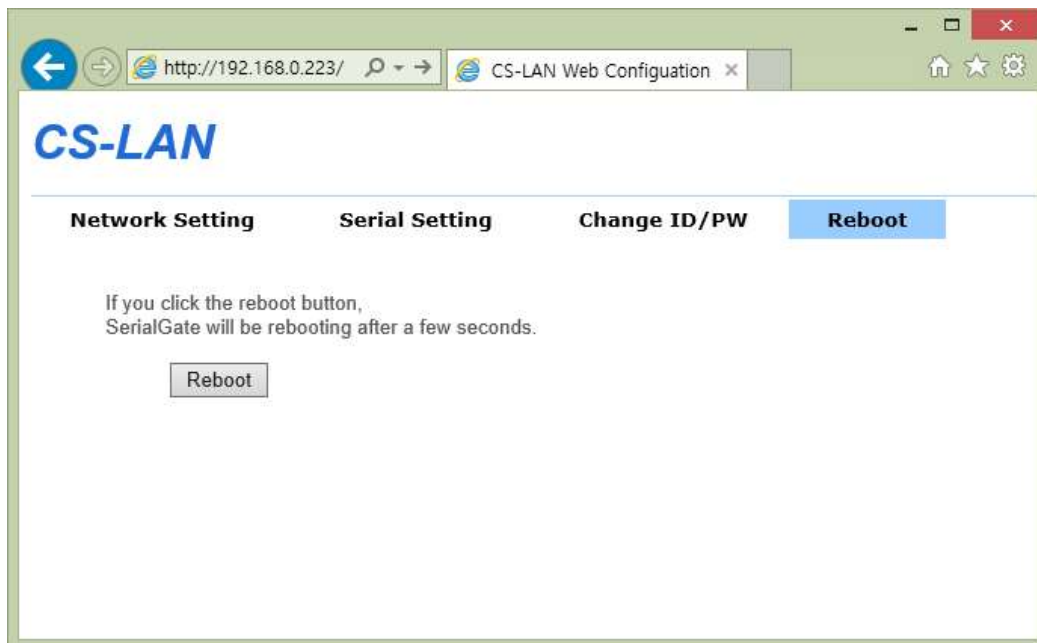 http://192.168.0.223/
CS-LAN Web Configuation
CS-LAN
Network Setting Serial Setting Change ID/PW Reboot
If you click the reboot button,
SerialGate will be rebooting after a few seconds.
Reboot